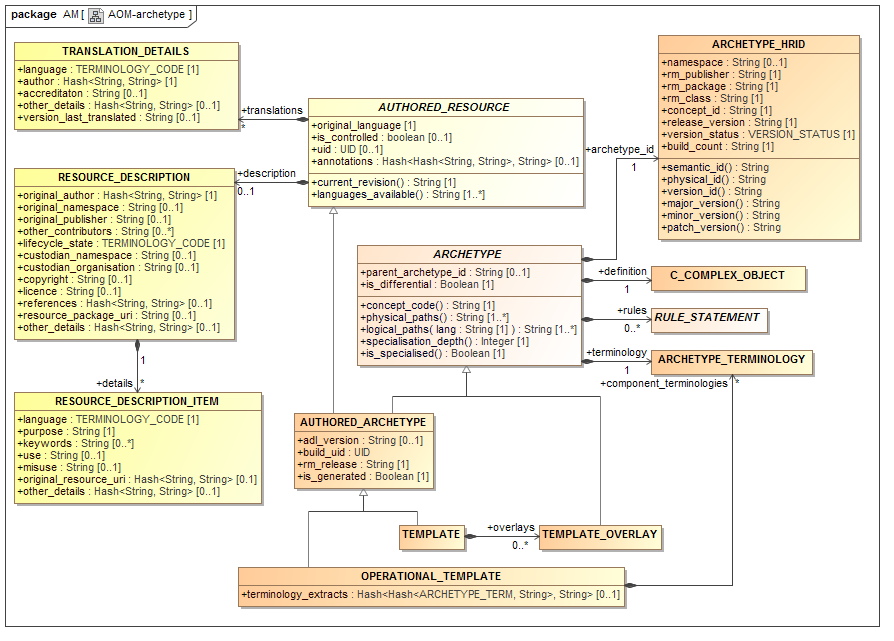 package AM [ AOM-archetype ]
TRANSLATION_DETAILS
+language : TERMINOLOGY_CODE [1]
+author : Hash<String, String> [1]
+accreditaton : String [0..1]
+other_details : Hash<String, String> [0..1]
+version_last_translated : String [0..1]
+translations
*
AUTHORED_RESOURCE
+original_language [1]
+is_controlled : boolean [0..1]
+uid : UID [0..1]
+annotations : Hash<Hash<String, String>, String> [0..1]
+current_revision() : String [1]
+languages_available() : String [1..*]
ARCHETYPE_HRID
+namespace : String [0..1]
+rm_publisher : String [1]
+rm_package : String [1]
+rm_class : String [1]
+concept_id : String [1]
+release_version : String [1]
+version_status : VERSION_STATUS [1]
+build_count : String [1]
+semantic_id() : String
+physical_id() : String
+version_id() : String
+major_version() : String
+minor_version() : String
+patch_version() : String
+archetype_id
1
+description
0..1
RESOURCE_DESCRIPTION
+original_author : Hash<String, String> [1]
+original_namespace : String [0..1]
+original_publisher : String [0..1]
+other_contributors : String [0..*]
+lifecycle_state : TERMINOLOGY_CODE [1]
+custodian_namespace : String [0..1]
+custodian_organisation : String [0..1]
+copyright : String [0..1]
+licence : String [0..1]
+references : Hash<String, String> [0..1]
+resource_package_uri : String [0..1]
+other_details : Hash<String, String> [0..1]
1
+details *
RESOURCE_DESCRIPTION_ITEM
+language : TERMINOLOGY_CODE [1]
+purpose : String [1]
+keywords : String [0..*]
+use : String [0..1]
+misuse : String [0..1]
+original_resource_uri : Hash<String, String> [0.1]
+other_details : Hash<String, String> [0..1]
ARCHETYPE
+parent_archetype_id : String [0..1]
+is_differential : Boolean [1]
+concept_code() : String [1]
+physical_paths() : String [1..*]
+logical_paths( lang : String [1] ) : String [1..*]
+specialisation_depth() : Integer [1]
+is_specialised() : Boolean [1]
+definition
1
C_COMPLEX_OBJECT
+rules
0..*
RULE_STATEMENT
+terminology
1
ARCHETYPE_TERMINOLOGY
+component_terminologies *
AUTHORED_ARCHETYPE
+adl_version : String [0..1]
+build_uid : UID
+rm_release : String [1]
+is_generated : Boolean [1]
TEMPLATE
+overlays
0..*
TEMPLATE_OVERLAY
OPERATIONAL_TEMPLATE
+terminology_extracts : Hash<Hash<ARCHETYPE_TERM, String>, String> [0..1]